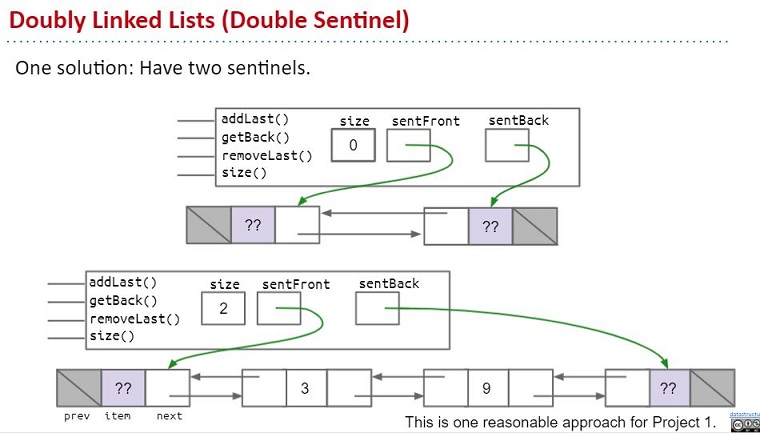 Doubly Linked Lists (Double Sentinel)
One solution: Have two sentinels.
addLast() size sentFront sentBack
getBack() 0
removeLast()
size()
?? ??
addLast() size sentFront sentBack
getBack() 2
removeLast()
size()
?? 3 9 ??
prev item next
This is one reasonable approach for Project 1.